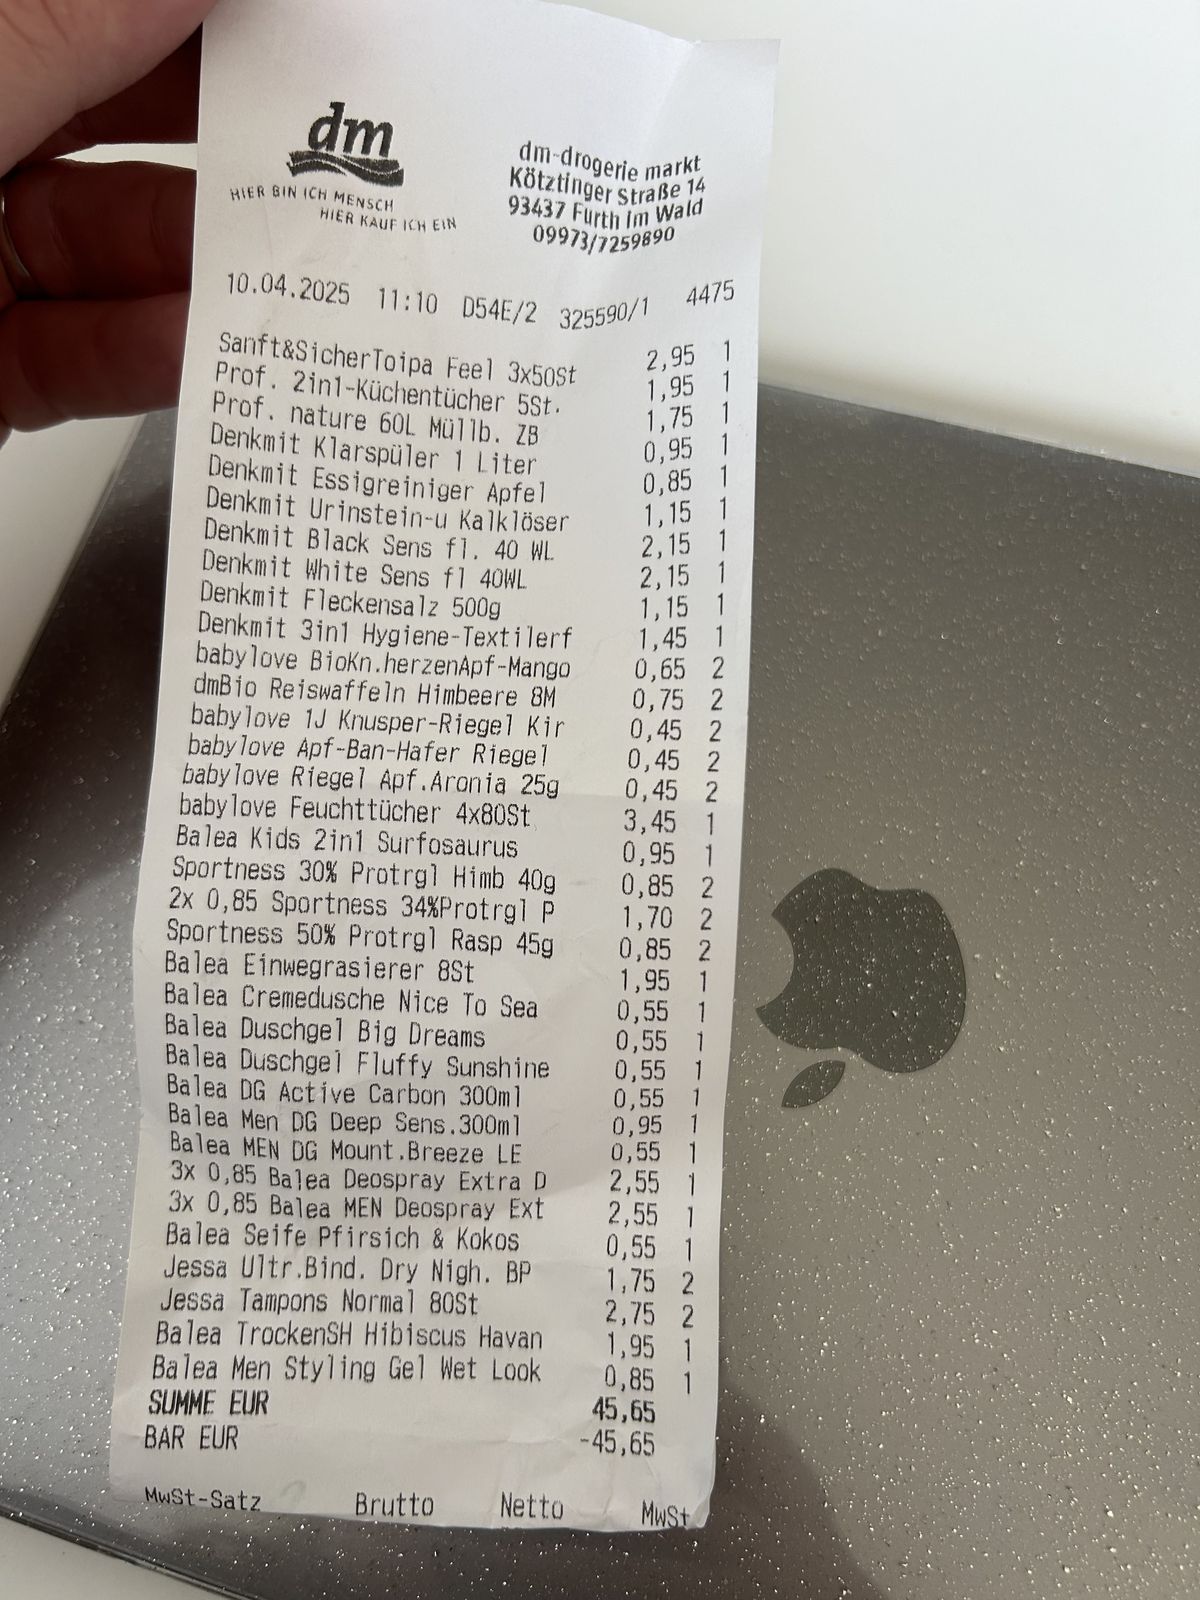 dm
HIER BIN ICH MENSCH
HIER KAUF ICH EIN
dm-drogerie markt
Kötztinger Straße 14
93437 Furth im Wald
09973/7259890
10.04.2025 11:10 D54E/2 325590/1 4475
Sanft&SicherToipa Feel 3x50St 2,95 1
Prof. 2in1-Küchentücher 5St. 1,95 1
Prof. nature 60L Müllb. ZB 1,75 1
Denkmit Klarspüler 1 Liter 0,95 1
Denkmit Essigreiniger Apfel 0,85 1
Denkmit Urinstein-u Kalklöser 1,15 1
Denkmit Black Sens fl. 40 WL 2,15 1
Denkmit White Sens fl 40WL 2,15 1
Denkmit Fleckensalz 500g 1,15 1
Denkmit 3in1 Hygiene-Textilerf 1,45 1
babylove BioKn.herzenApf-Mango 0,65 2
dmBio Reiswaffeln Himbeere 8M 0,75 2
babylove 1J Knusper-Riegel Kir 0,45 2
babylove Apf-Ban-Hafer Riegel 0,45 2
babylove Riegel Apf.Aronia 25g 0,45 2
babylove Feuchttücher 4x80St 3,45 1
Balea Kids 2in1 Surfosaurus 0,95 1
Sportness 30% Protrgl Himb 40g 0,85 2
2x 0,85 Sportness 34%Protrgl P 1,70 2
Sportness 50% Protrgl Rasp 45g 0,85 2
Balea Einwegrasierer 8St 1,95 1
Balea Cremedusche Nice To Sea 0,55 1
Balea Duschgel Big Dreams 0,55 1
Balea Duschgel Fluffy Sunshine 0,55 1
Balea DG Active Carbon 300ml 0,55 1
Balea Men DG Deep Sens.300ml 0,95 1
Balea MEN DG Mount.Breeze LE 0,55 1
3x 0,85 Balea Deospray Extra D 2,55 1
3x 0,85 Balea MEN Deospray Ext 2,55 1
Balea Seife Pfirsich & Kokos 0,55 1
Jessa Ultr.Bind. Dry Nigh. BP 1,75 2
Jessa Tampons Normal 80St 2,75 2
Balea TrockenSH Hibiscus Havan 1,95 1
Balea Men Styling Gel Wet Look 0,85 1
SUMME EUR 45,65
BAR EUR -45,65
MwSt-Satz Brutto Netto MwSt